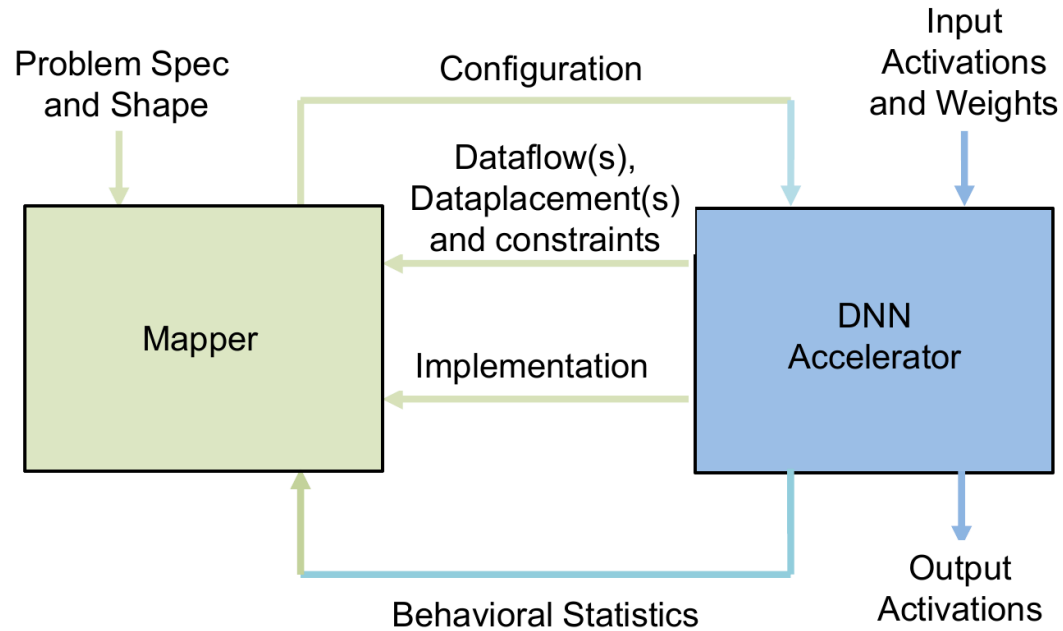 Problem Spec
and Shape
Configuration
Input
Activations
and Weights
Dataflow(s),
Dataplacement(s)
and constraints
Mapper
DNN
Accelerator
Implementation
Behavioral Statistics
Output
Activations